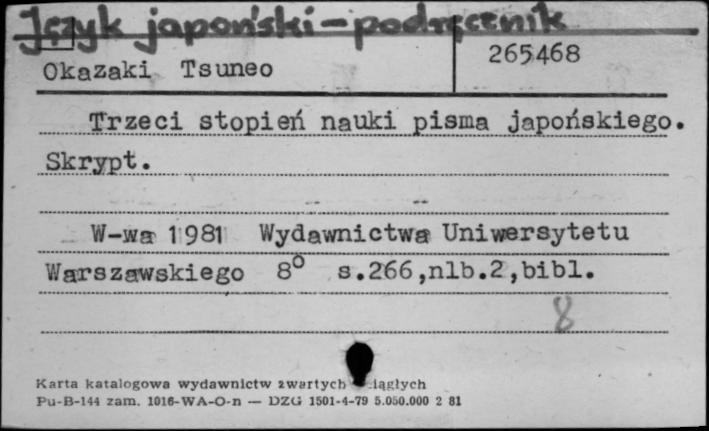 Język japoński - podręcznik
Okazaki Tsuneo
265468
Trzeci stopień nauki pisma japońskiego.
Skrypt.
W-wa 1981 Wydawnictwa Uniwersytetu
Warszawskiego 8° s.266,nlb.2,bibl.
8
Karta katalogowa wydawnictw zwartych ciągłych
Pu-B-144 zam. 1016-WA-O-n — DZG 1501-4-79 5.050.000 2 81